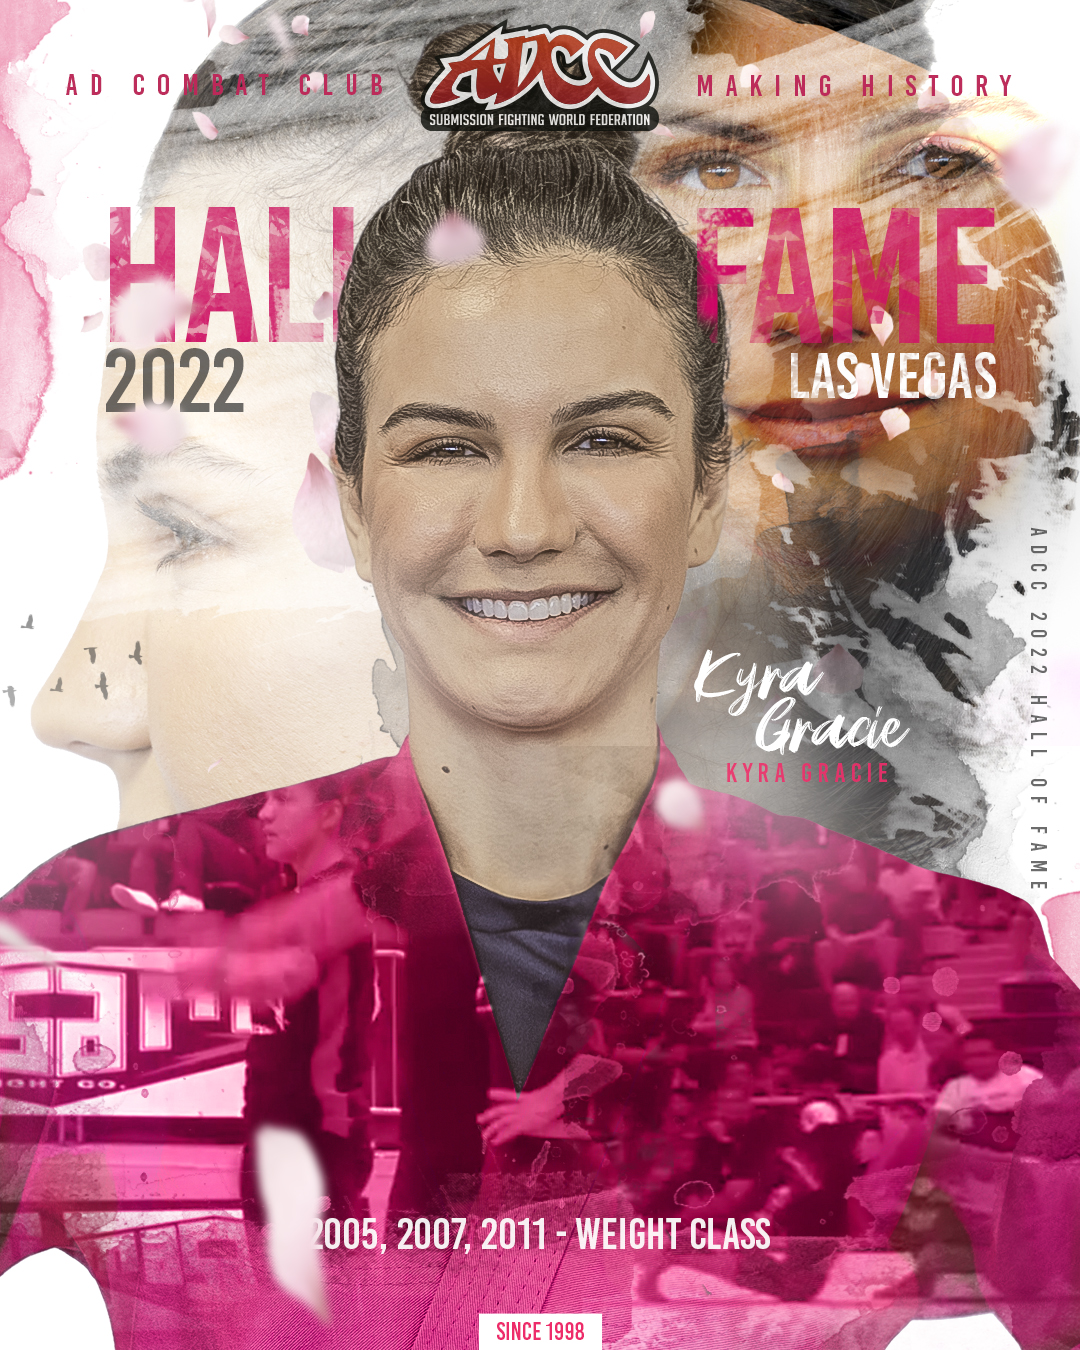 AD COMBAT CLUB
ADCC
SUBMISSION FIGHTING WORLD FEDERATION
MAKING HISTORY
HALL FAME
2022
LAS VEGAS
Kyra
Gracie
KYRA GRACIE
ADCC 2022 HALL OF FAME
2005, 2007, 2011 - WEIGHT CLASS
SINCE 1998